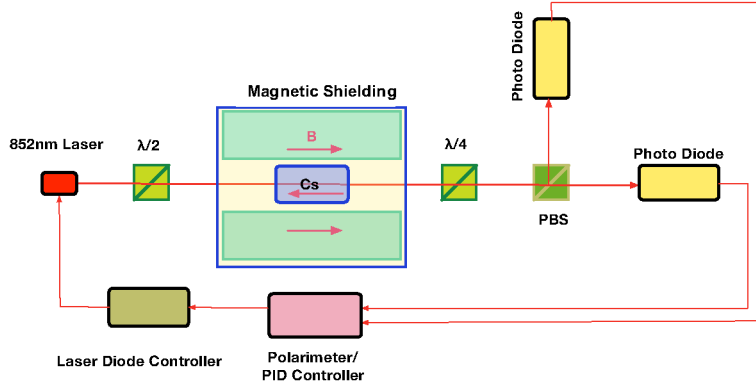 Photo Diode
Magnetic Shielding
B
852nm Laser
λ/2
λ/4
Photo Diode
Cs
PBS
Laser Diode Controller
Polarimeter/
PID Controller